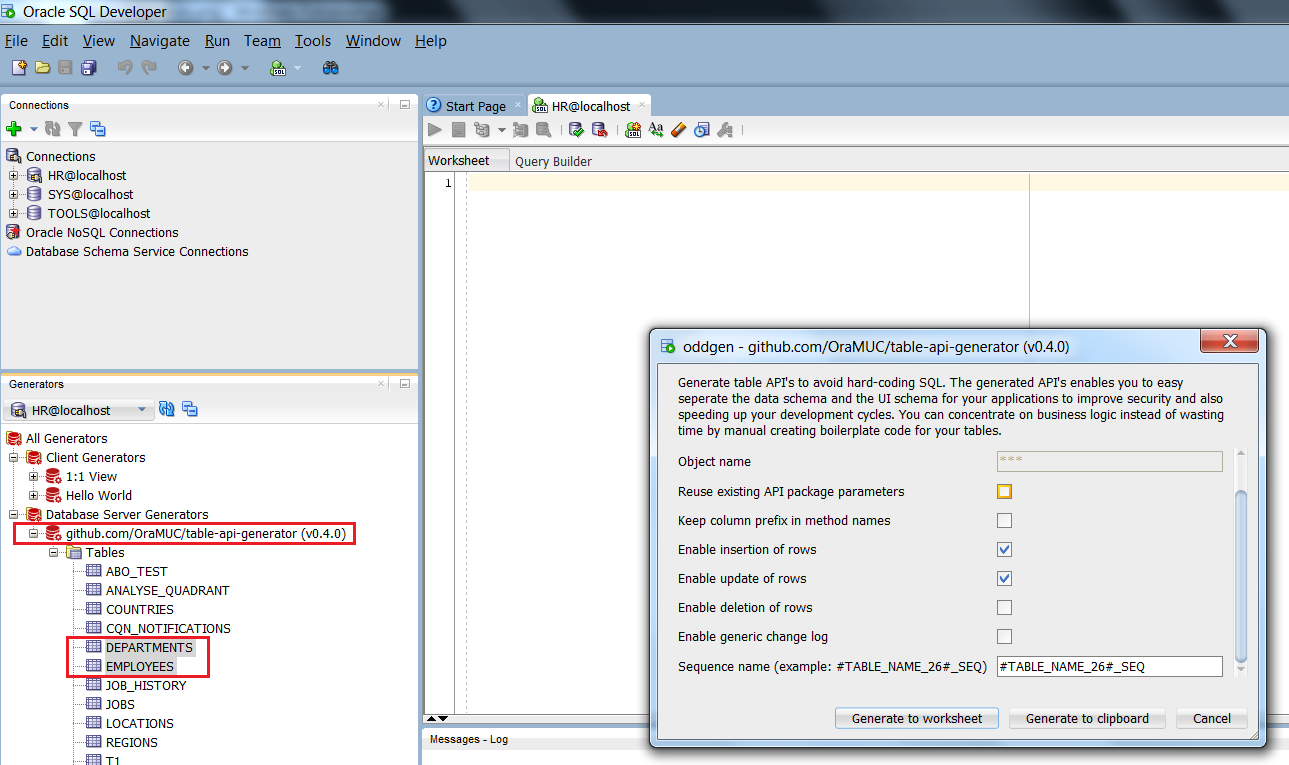 Oracle SQL Developer
File Edit View Navigate Run Team Tools Window Help
Connections
Connections
HR@localhost
SYS@localhost
TOOLS@localhost
Oracle NoSQL Connections
Database Schema Service Connections
Generators
HR@localhost
All Generators
Client Generators
1:1 View
Hello World
Database Server Generators
github.com/OraMUC/table-api-generator (v0.4.0)
Tables
ABO_TEST
ANALYSE_QUADRANT
COUNTRIES
CQN_NOTIFICATIONS
DEPARTMENTS
EMPLOYEES
JOB_HISTORY
JOBS
LOCATIONS
REGIONS
T1
Start Page HR@localhost
Worksheet Query Builder
1
oddgen - github.com/OraMUC/table-api-generator (v0.4.0)
Generate table API's to avoid hard-coding SQL. The generated API's enables you to easy
seperate the data schema and the UI schema for your applications to improve security and also
speeding up your development cycles. You can concentrate on business logic instead of wasting
time by manual creating boilerplate code for your tables.
Object name ***
Reuse existing API package parameters
Keep column prefix in method names
Enable insertion of rows
Enable update of rows
Enable deletion of rows
Enable generic change log
Sequence name (example: #TABLE_NAME_26#_SEQ) #TABLE_NAME_26#_SEQ
Generate to worksheet Generate to clipboard Cancel
Messages - Log